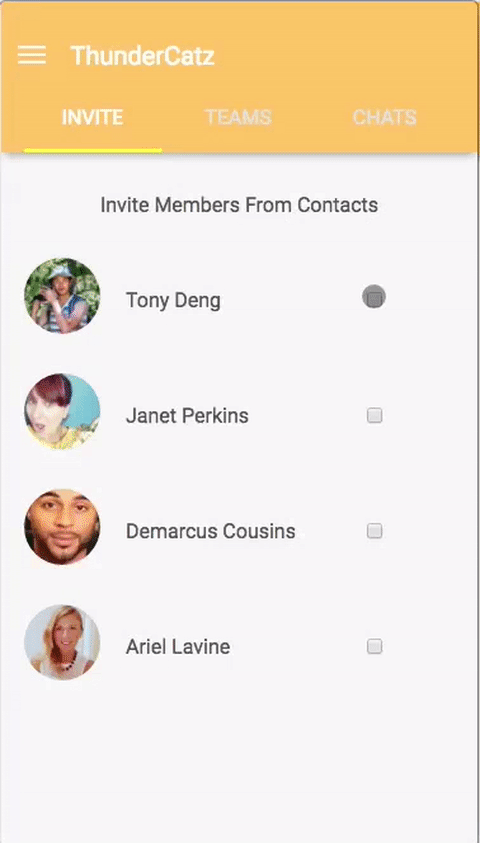 ThunderCatz
INVITE TEAMS CHATS
Invite Members From Contacts
Tony Deng
Janet Perkins
Demarcus Cousins
Ariel Lavine